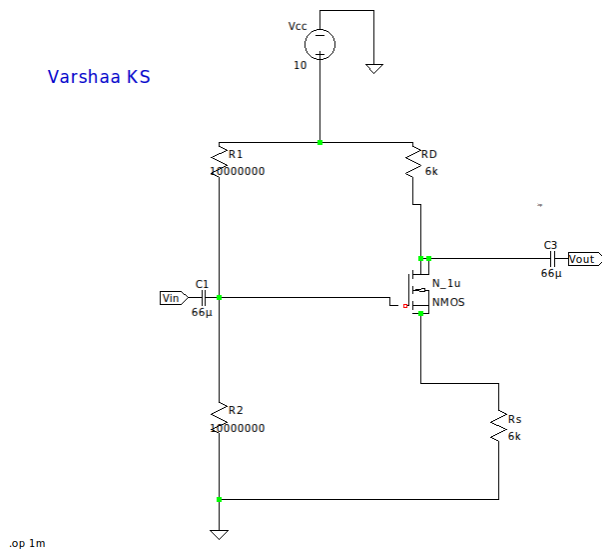 Vcc
10
Varshaa KS
R1
10000000
RD
6k
C3
66µ
Vout
Vin
C1
66µ
N_1u
NMOS
R2
10000000
Rs
6k
.op 1m